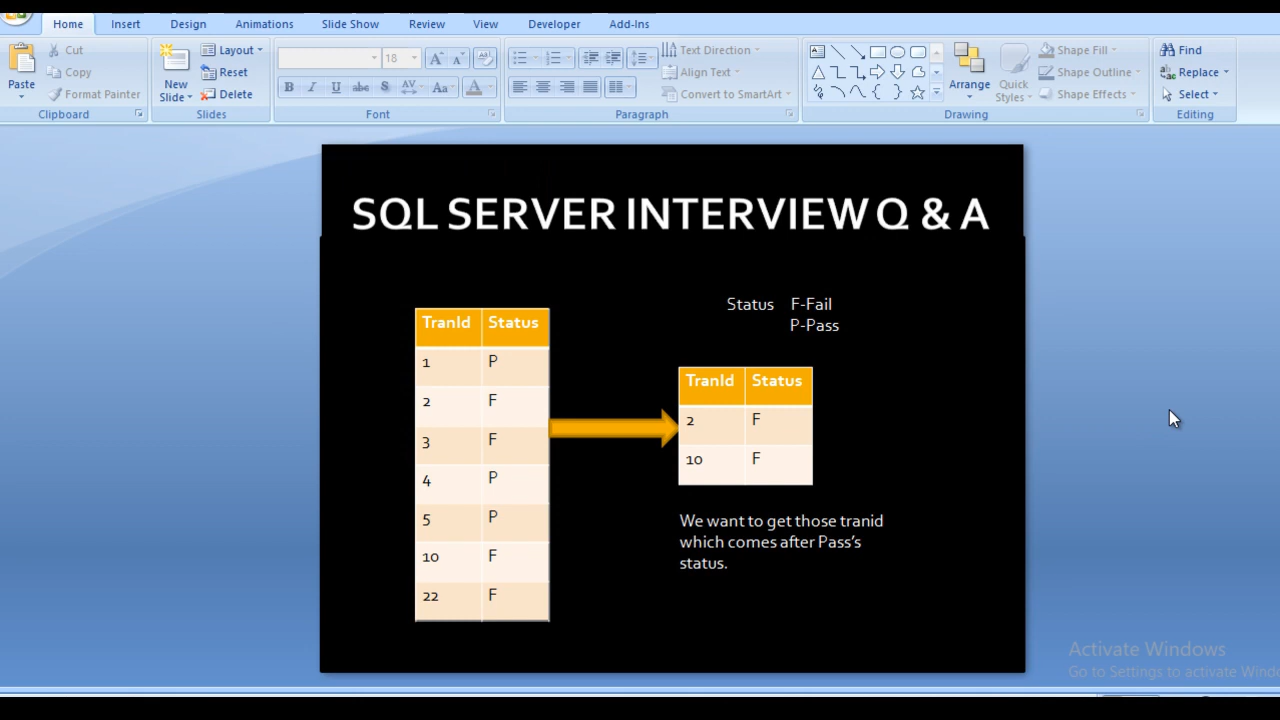 Home Insert Design Animations Slide Show Review View Developer Add-Ins
Paste
Cut
Copy
Format Painter
Clipboard
New
Slide
Layout
Reset
Delete
Slides
18
B I U abc S AV Aa A
Font
Text Direction
Align Text
Convert to SmartArt
Paragraph
Arrange
Quick
Styles
Shape Fill
Shape Outline
Shape Effects
Drawing
Find
Replace
Select
Editing
SQL SERVER INTERVIEW Q & A
Status F-Fail
P-Pass
TranId Status
1 P
2 F
3 F
4 P
5 P
10 F
22 F
TranId Status
2 F
10 F
We want to get those tranid
which comes after Pass's
status.
Activate Windows
Go to Settings to activate